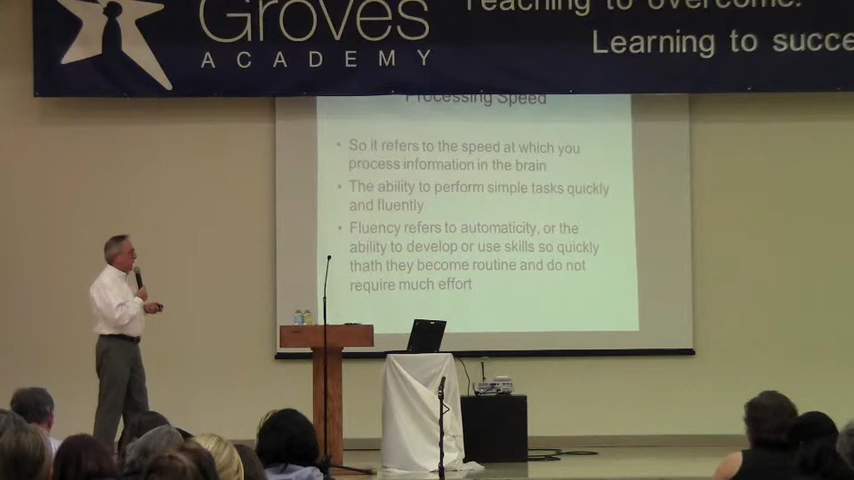 Groves
ACADEMY
Teaching to overcome.
Learning to succe
Processing Speed
• So it refers to the speed at which you
process information in the brain
• The ability to perform simple tasks quickly
and fluently
• Fluency refers to automaticity, or the
ability to develop or use skills so quickly
thath they become routine and do not
require much effort